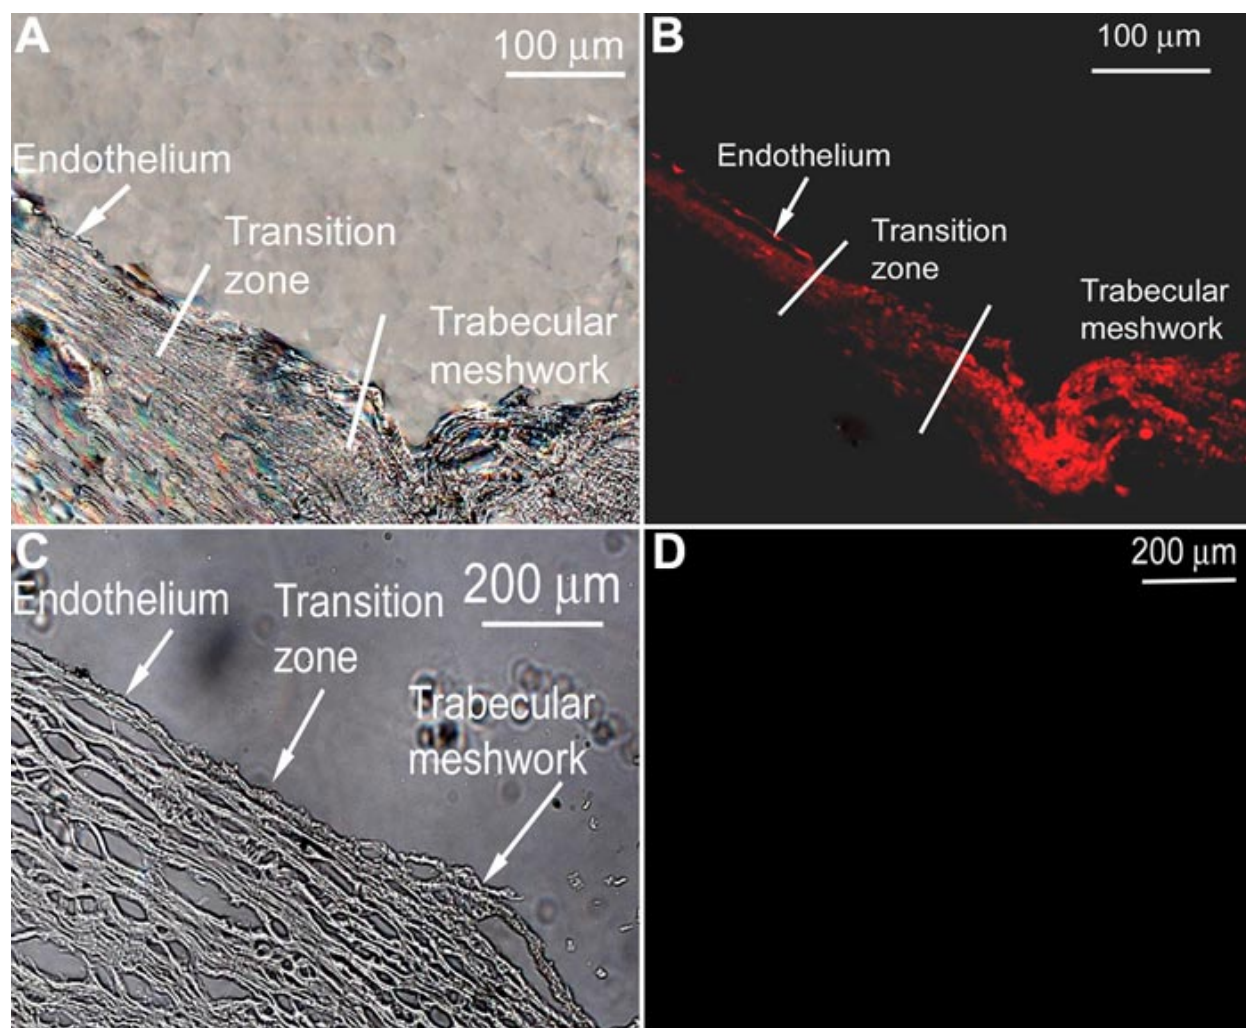 A
100 µm
Endothelium
Transition
zone
Trabecular
meshwork
B
100 µm
Endothelium
Transition
zone
Trabecular
meshwork
C
200 µm
Endothelium
Transition
zone
Trabecular
meshwork
D
200 µm